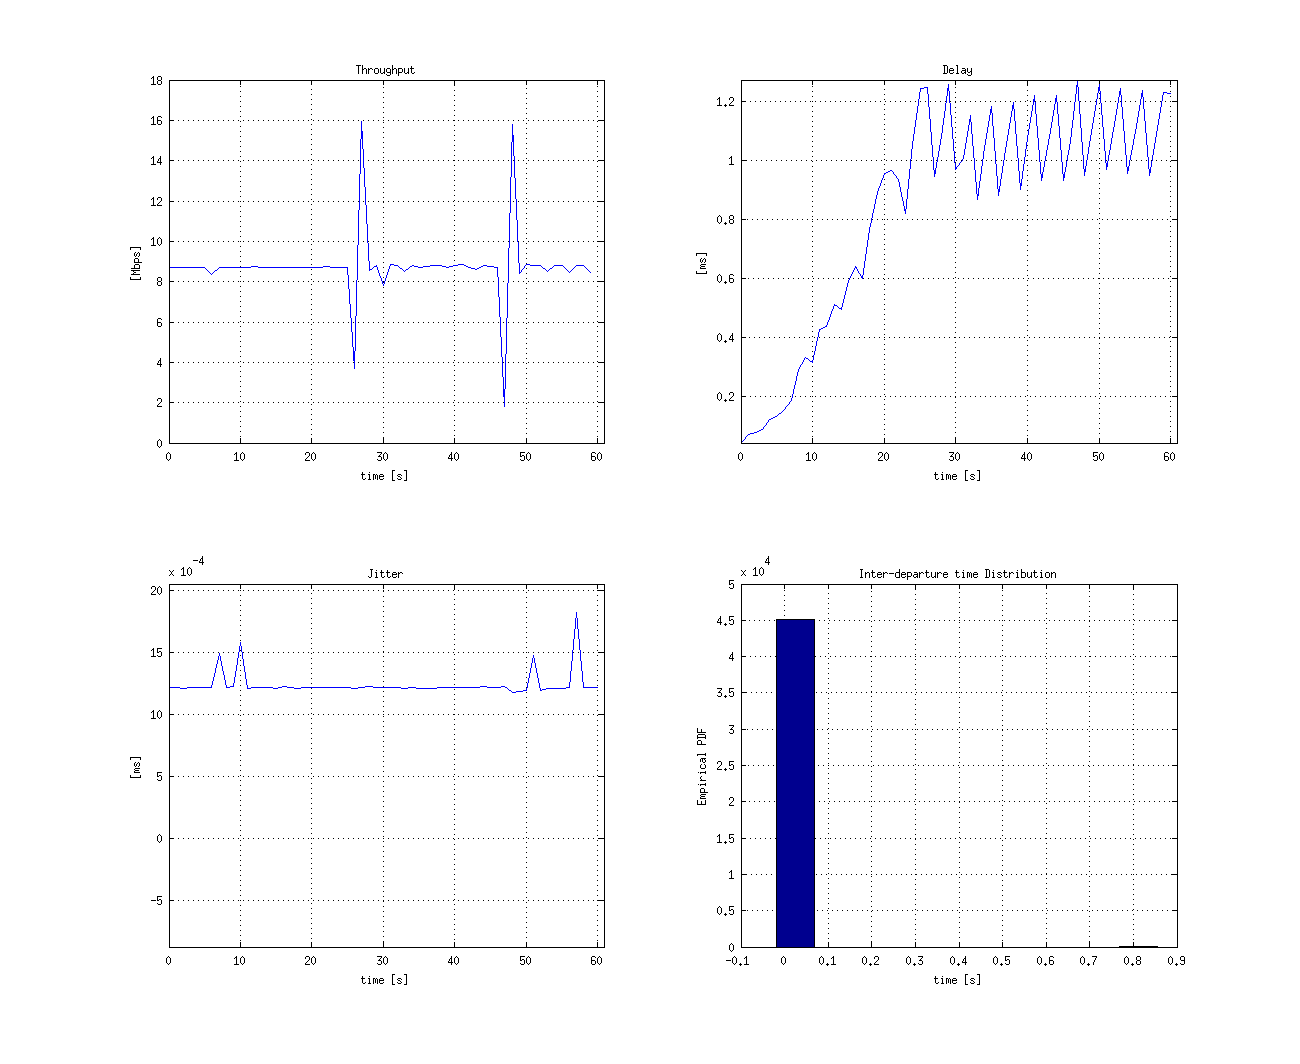 Throughput
18
16
14
12
10
8
6
4
2
0
[Mbps]
0 10 20 30 40 50 60
time [s]
Delay
1.2
1
0.8
0.6
0.4
0.2
[ms]
0 10 20 30 40 50 60
time [s]
x 10^-4
Jitter
20
15
10
5
0
-5
[ms]
0 10 20 30 40 50 60
time [s]
x 10^4
Inter-departure time Distribution
5
4.5
4
3.5
3
2.5
2
1.5
1
0.5
0
Empirical PDF
-0.1 0 0.1 0.2 0.3 0.4 0.5 0.6 0.7 0.8 0.9
time [s]